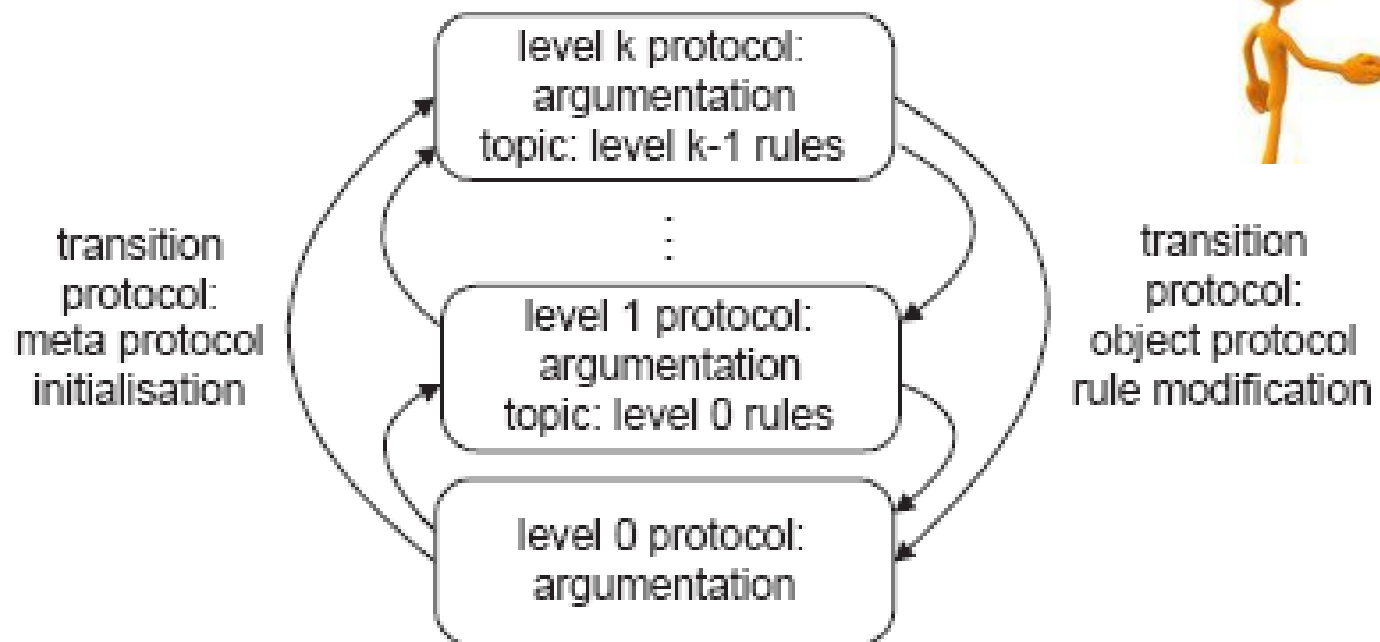 level k protocol:
argumentation
topic: level k-1 rules
:
transition
protocol:
meta protocol
initialisation
level 1 protocol:
argumentation
topic: level 0 rules
transition
protocol:
object protocol
rule modification
level 0 protocol:
argumentation